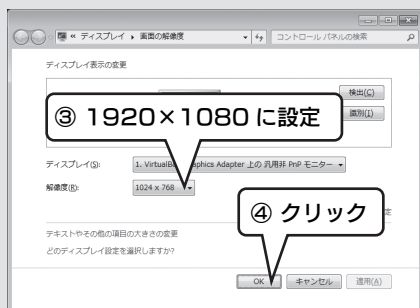 « ディスプレイ ▸ 画面の解像度
コントロール パネルの検索
ディスプレイ表示の変更
検出(C)
識別(I)
③ 1920×1080 に設定
ディスプレイ(S):
1. VirtualBo
aphics Adapter 上の 汎用非 PnP モニター
解像度(R):
1024 x 768
④ クリック
定
テキストやその他の項目の大きさの変更
どのディスプレイ設定を選択しますか?
OK
キャンセル
適用(A)